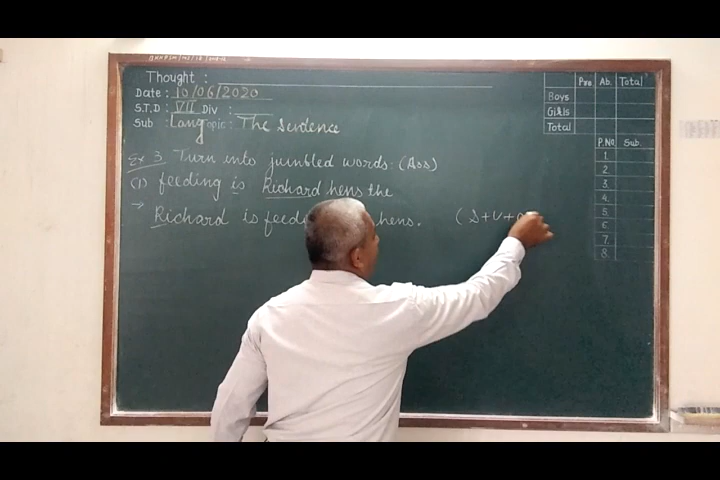 Thought :
Date : 10/06/2020
S.T.D : VII Div :
Sub : Lang Topic : The Sentence
Ex 3 Turn into jumbled words: (Ass)
(1) feeding is Richard hens the
→ Richard is feed hens. (S+V+
Pre. Ab. Total
Boys
Girls
Total
P.No. Sub.
1.
2.
3.
4.
5.
6.
7.
8.